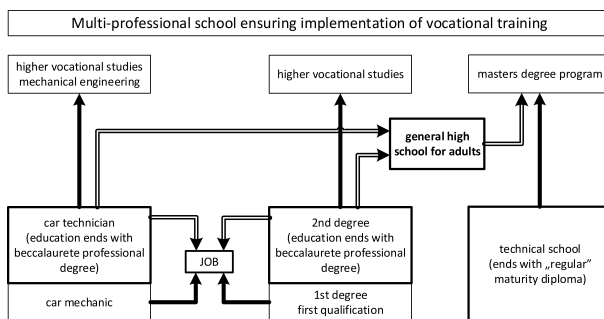 Multi-professional school ensuring implementation of vocational training
higher vocational studies
mechanical engineering
higher vocational studies
masters degree program
general high
school for adults
car technician
(education ends with
beccalaurete professional
degree)
JOB
2nd degree
(education ends with
beccalaurete professional
degree)
technical school
(ends with „regular”
maturity diploma)
car mechanic
1st degree
first qualification